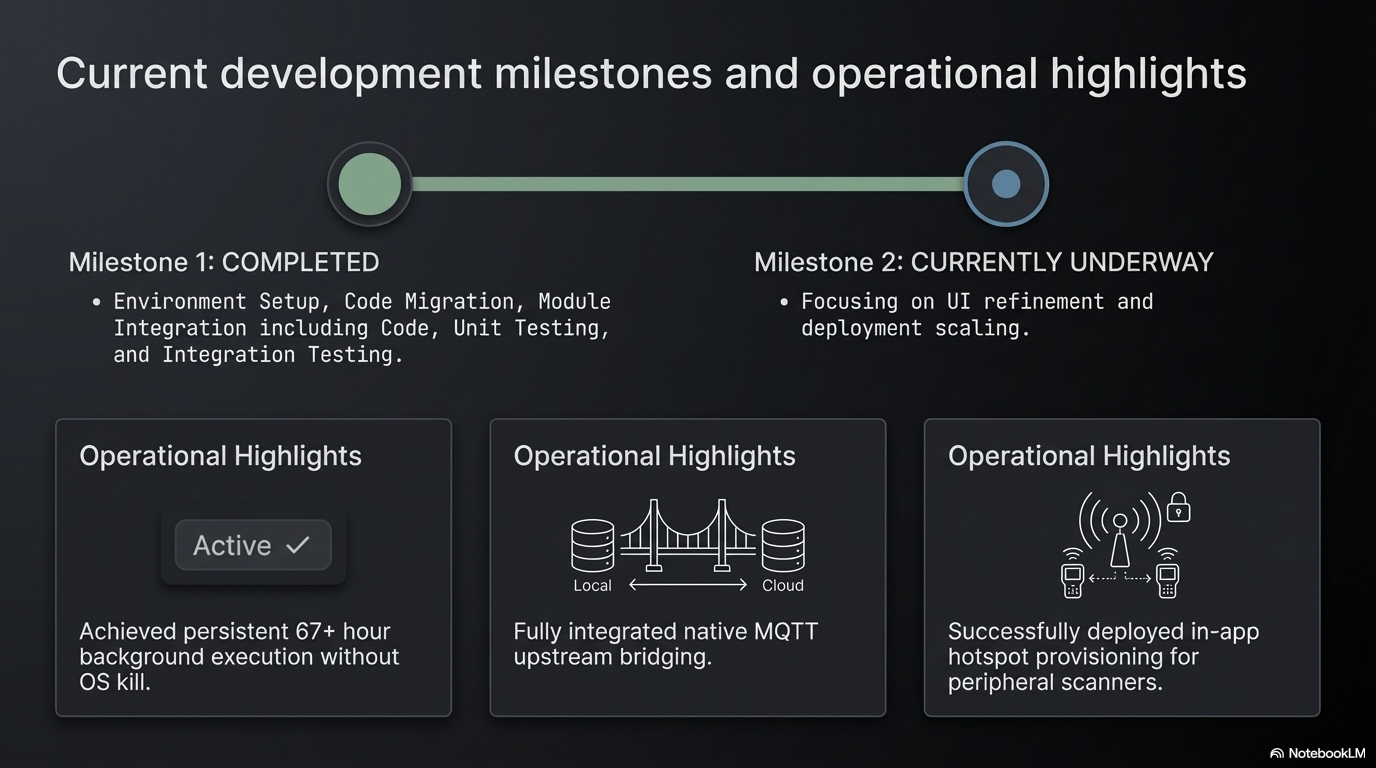 Current development milestones and operational highlights
Milestone 1: COMPLETED
• Environment Setup, Code Migration, Module
Integration including Code, Unit Testing,
and Integration Testing.
Milestone 2: CURRENTLY UNDERWAY
• Focusing on UI refinement and
deployment scaling.
Operational Highlights
Active ✓
Achieved persistent 67+ hour
background execution without
OS kill.
Operational Highlights
Local
Cloud
Fully integrated native MQTT
upstream bridging.
Operational Highlights
Successfully deployed in-app
hotspot provisioning for
peripheral scanners.
NotebookLM